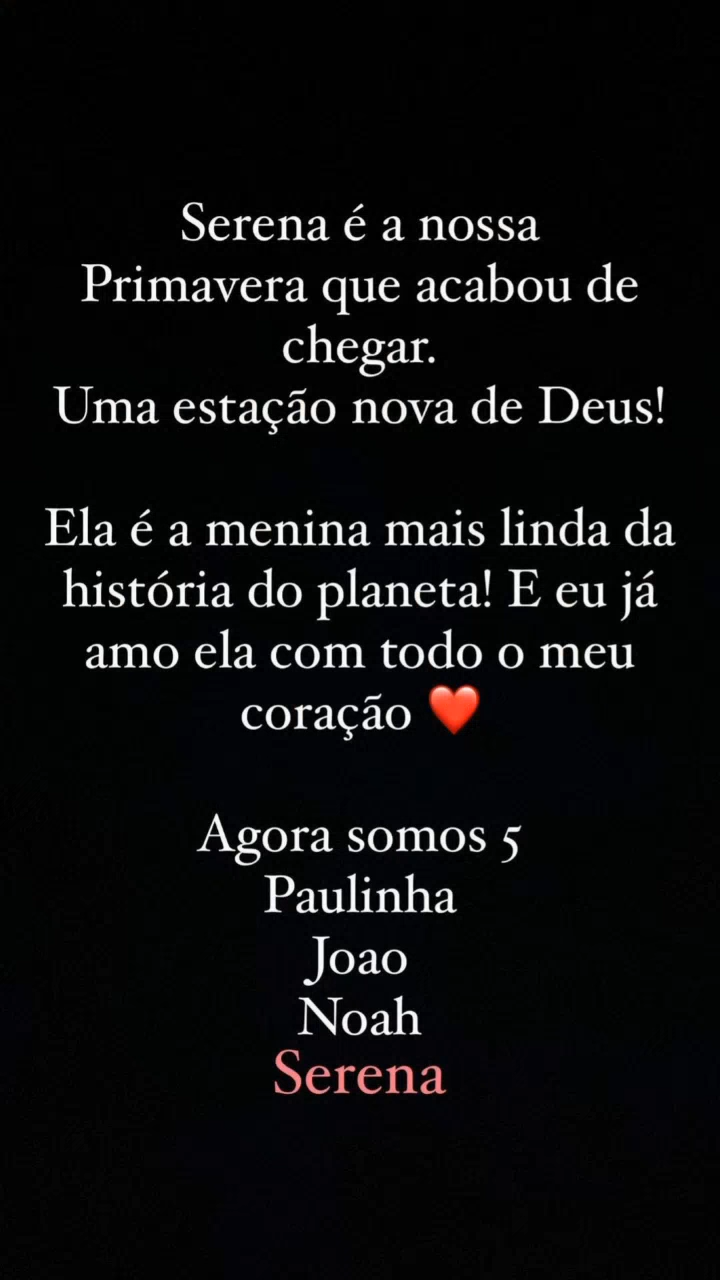 Serena é a nossa
Primavera que acabou de
chegar.
Uma estação nova de Deus!
Ela é a menina mais linda da
história do planeta! E eu já
amo ela com todo o meu
coração ❤️
Agora somos 5
Paulinha
Joao
Noah
Serena